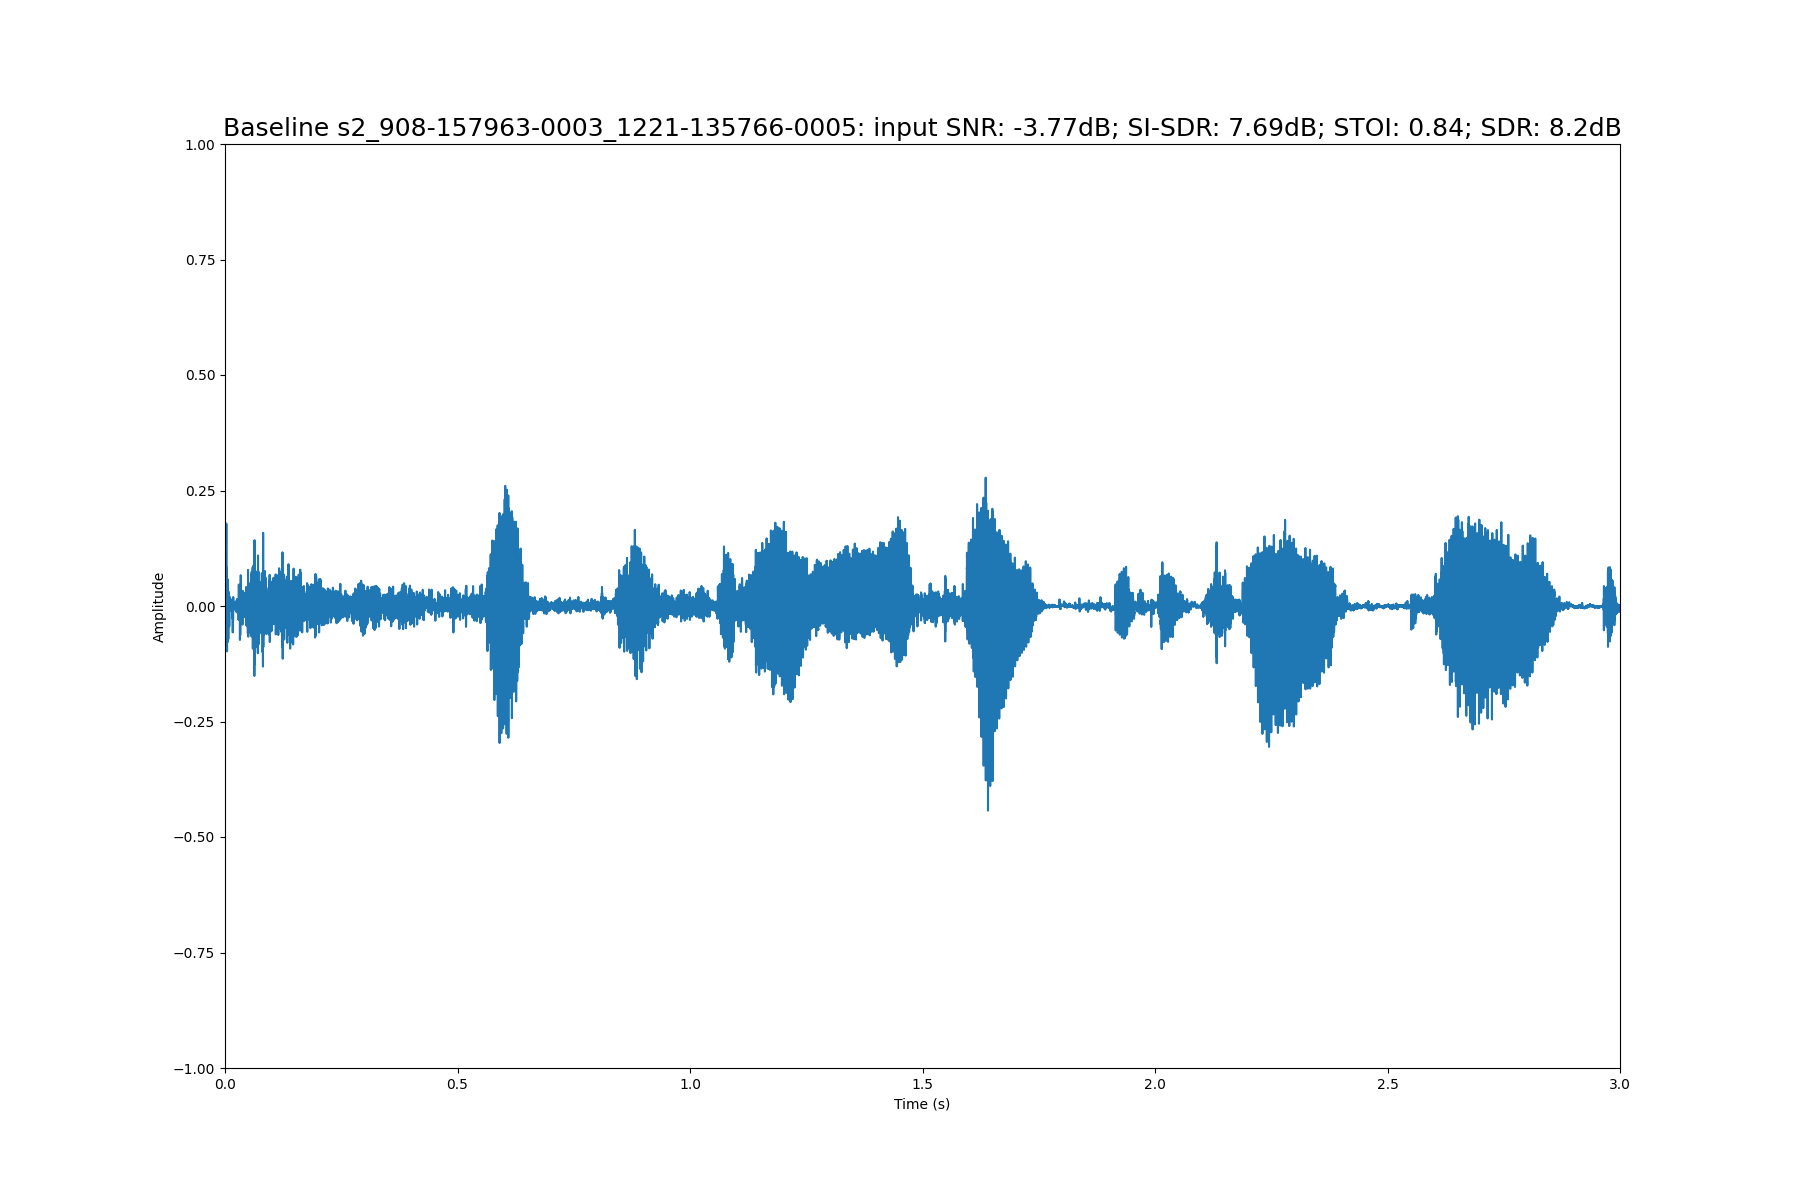 Baseline s2_908-157963-0003_1221-135766-0005: input SNR: -3.77dB; SI-SDR: 7.69dB; STOI: 0.84; SDR: 8.2dB
1.00
0.75
0.50
0.25
0.00
−0.25
−0.50
−0.75
−1.00
Amplitude
0.0 0.5 1.0 1.5 2.0 2.5 3.0
Time (s)